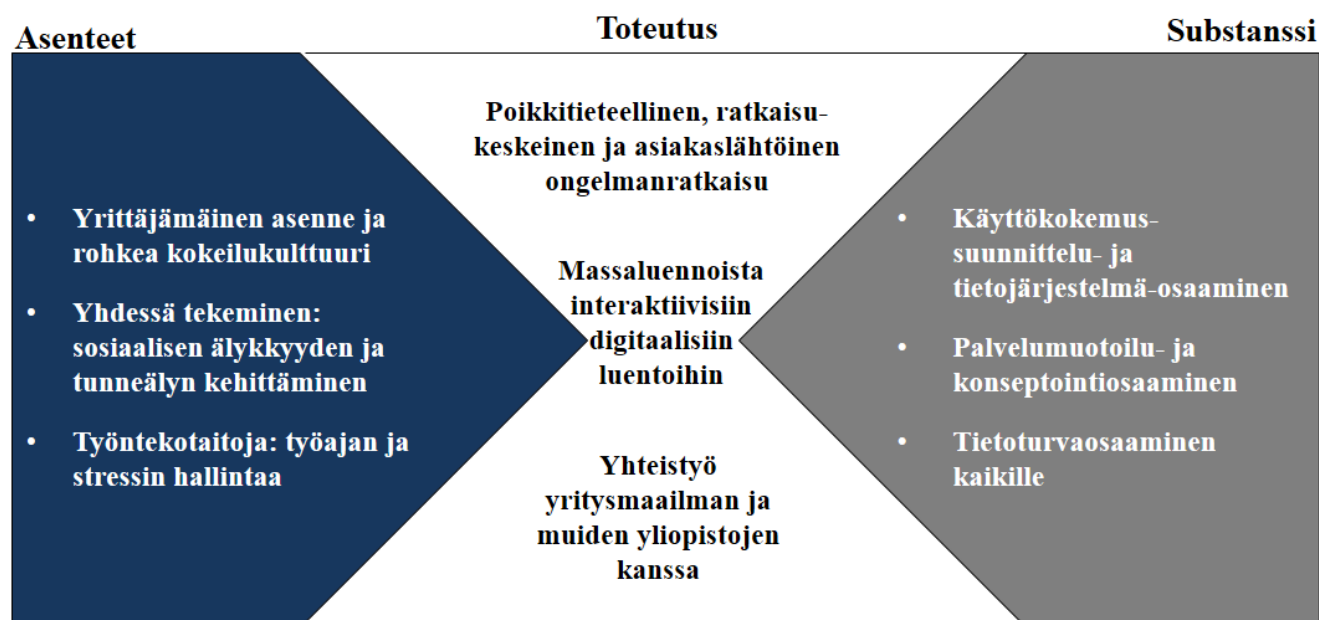 Asenteet
Toteutus
Substanssi
• Yrittäjämäinen asenne ja
rohkea kokeilukulttuuri
• Yhdessä tekeminen:
sosiaalisen älykkyyden ja
tunneälyn kehittäminen
• Työntekotaitoja: työajan ja
stressin hallintaa
Poikkitieteellinen, ratkaisu-
keskeinen ja asiakaslähtöinen
ongelmanratkaisu
Massaluennoista
interaktiivisiin
digitaalisiin
luentoihin
Yhteistyö
yritysmaailman ja
muiden yliopistojen
kanssa
• Käyttökokemus-
suunnittelu- ja
tietojärjestelmä-osaaminen
• Palvelumuotoilu- ja
konseptointiosaaminen
• Tietoturvaosaaminen
kaikille